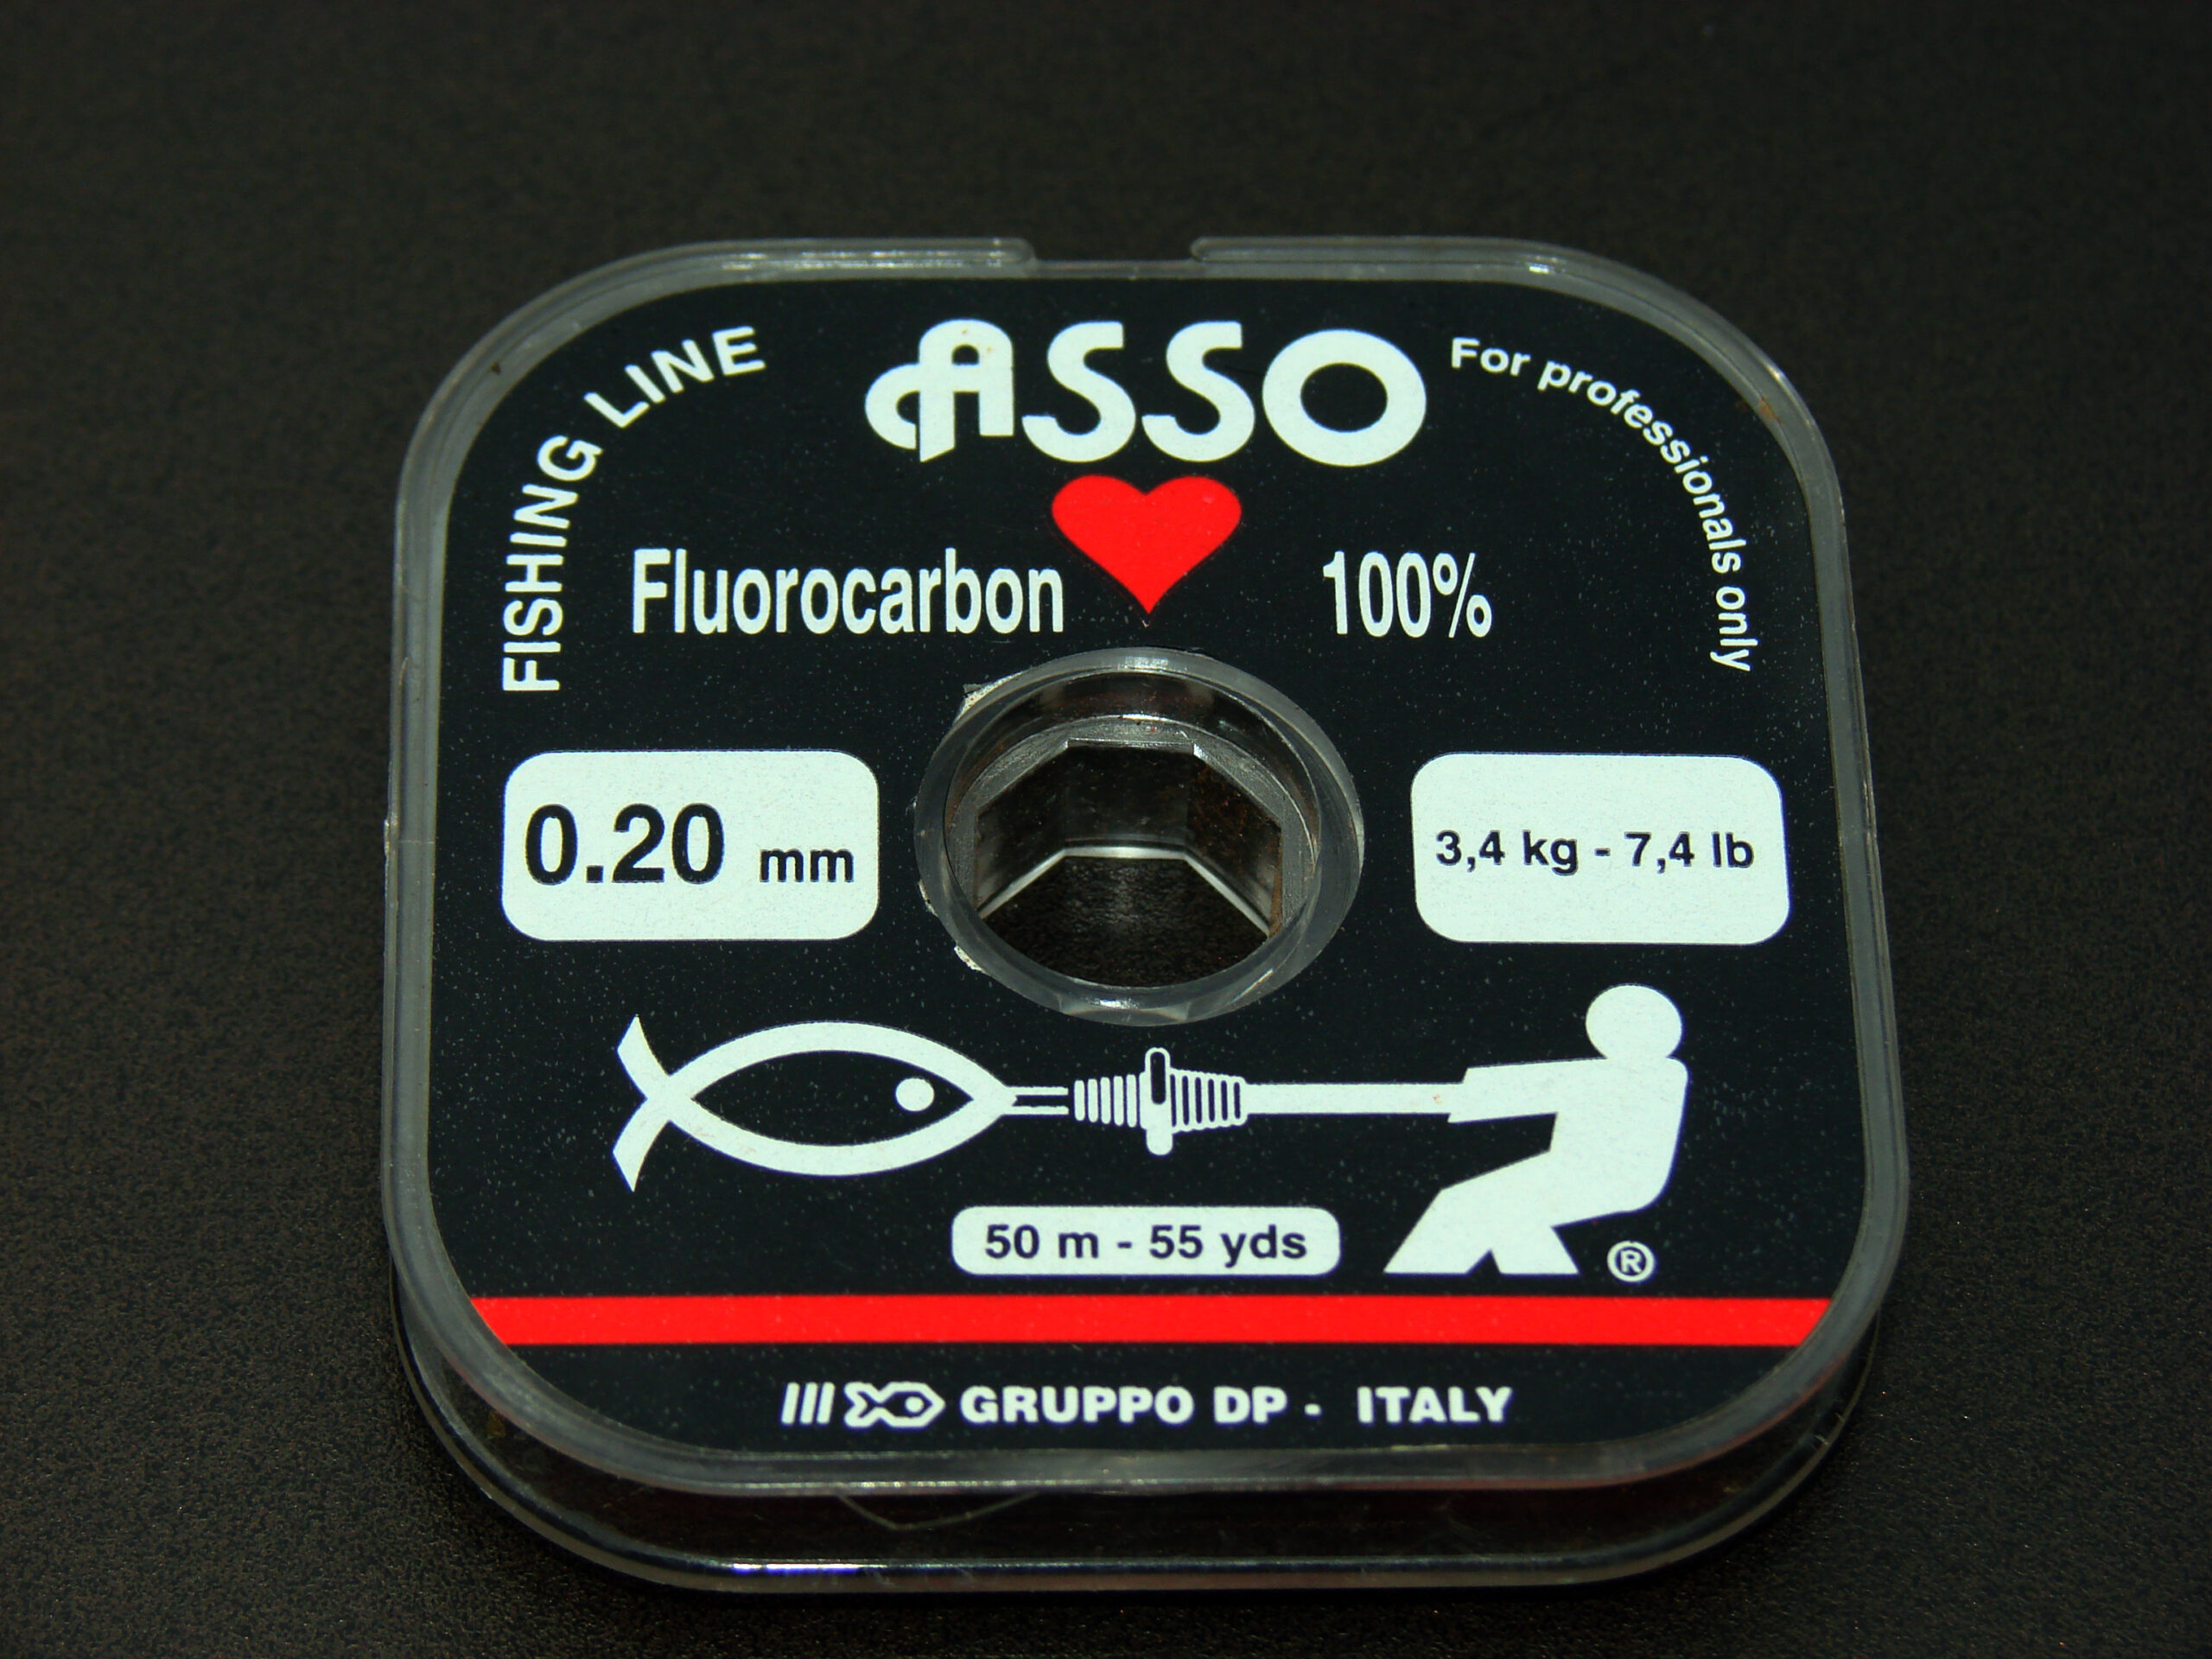 FISHING LINE
ASSO
For professionals only
Fluorocarbon 100%
0.20 mm
3,4 kg - 7,4 lb
50 m - 55 yds
®
GRUPPO DP - ITALY